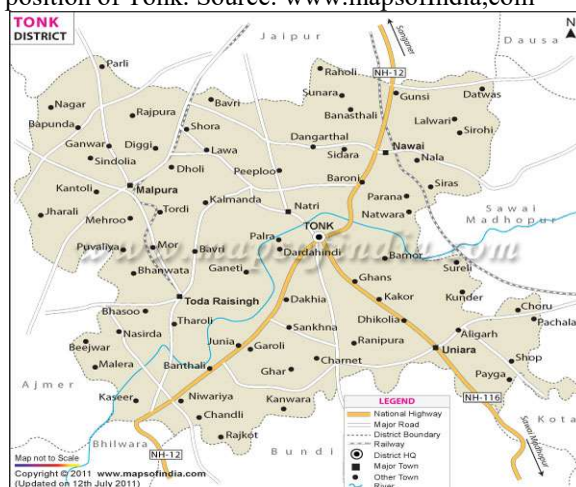 position of Tonk. Source: www.mapsofindia,com
TONK
DISTRICT
N
Jaipur
Dausa
Sanganer
NH-12
Parli
Raholi
Nagar
Bavri
Sunara
Gunsi
Datwas
Bapunda
Rajpura
Banasthali
Lalwari
Shora
Sirohi
Ganwar
Diggi
Lawa
Dangarthal
Sidara
Nawai
Sindolia
Nala
Dholi
Peeploo
Baroni
Kantoli
Malpura
Siras
Kalmanda
Parana
Jharali
Tordi
Natri
Natwara
Sawai
Madhopur
Mehroo
TONK
Palra
Dardahindi
Puvaliya
Mor
Bavri
Bamor
www.mapsofindia.com
Sureli
Bhanwata
Ganeti
Ghans
Kunder
Toda Raisingh
Dakhia
Kakor
Choru
Bhasoo
Pachala
Tharoli
Sankhna
Dhikolia
Nasirda
Aligarh
Beejwar
Junia
Garoli
Ranipura
Uniara
Shop
Malera
Banthali
Ghar
Charnet
Payga
Ajmer
Kaseer
Niwariya
Kanwara
NH-116
Chandli
Kota
Bhilwara
Rajkot
Bundi
NH-12
Sawai Madhopur
LEGEND
National Highway
Major Road
District Boundary
Railway
District HQ
Major Town
Other Town
River
Map not to Scale
Copyright © 2011 www.mapsofindia.com
(Updated on 12th July 2011)